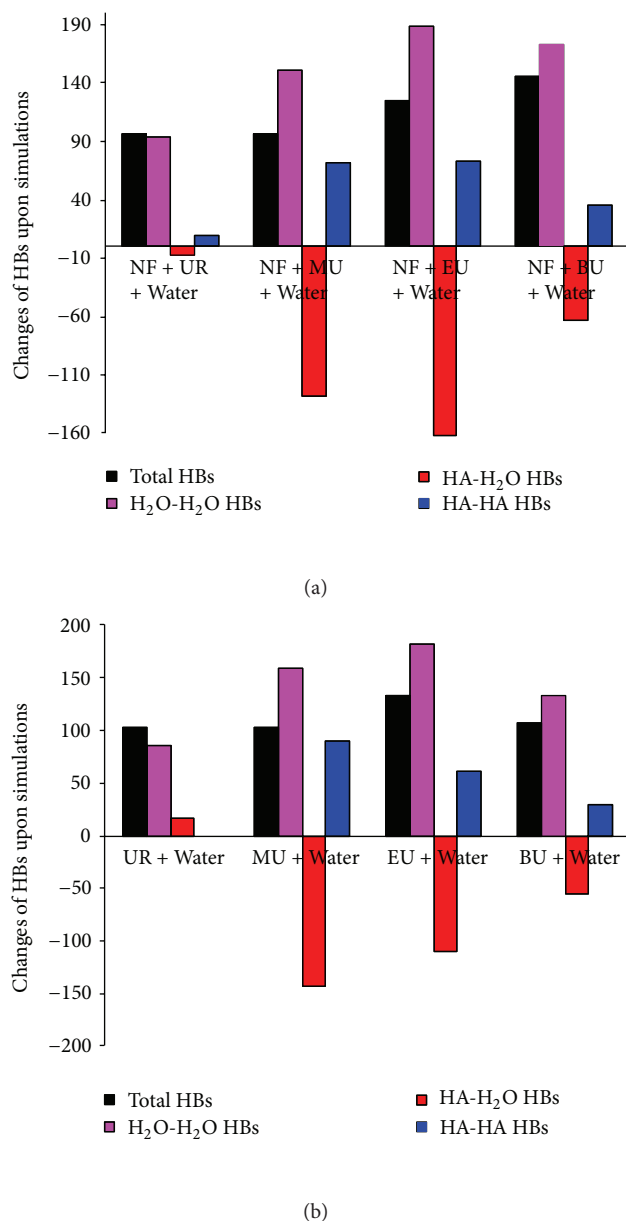 190
140
90
40
−10
−60
−110
−160
Changes of HBs upon simulations
NF + UR + Water
NF + MU + Water
NF + EU + Water
NF + BU + Water
Total HBs
H₂O-H₂O HBs
HA-H₂O HBs
HA-HA HBs
(a)
200
150
100
50
0
−50
−100
−150
−200
Changes of HBs upon simulations
UR + Water
MU + Water
EU + Water
BU + Water
Total HBs
H₂O-H₂O HBs
HA-H₂O HBs
HA-HA HBs
(b)